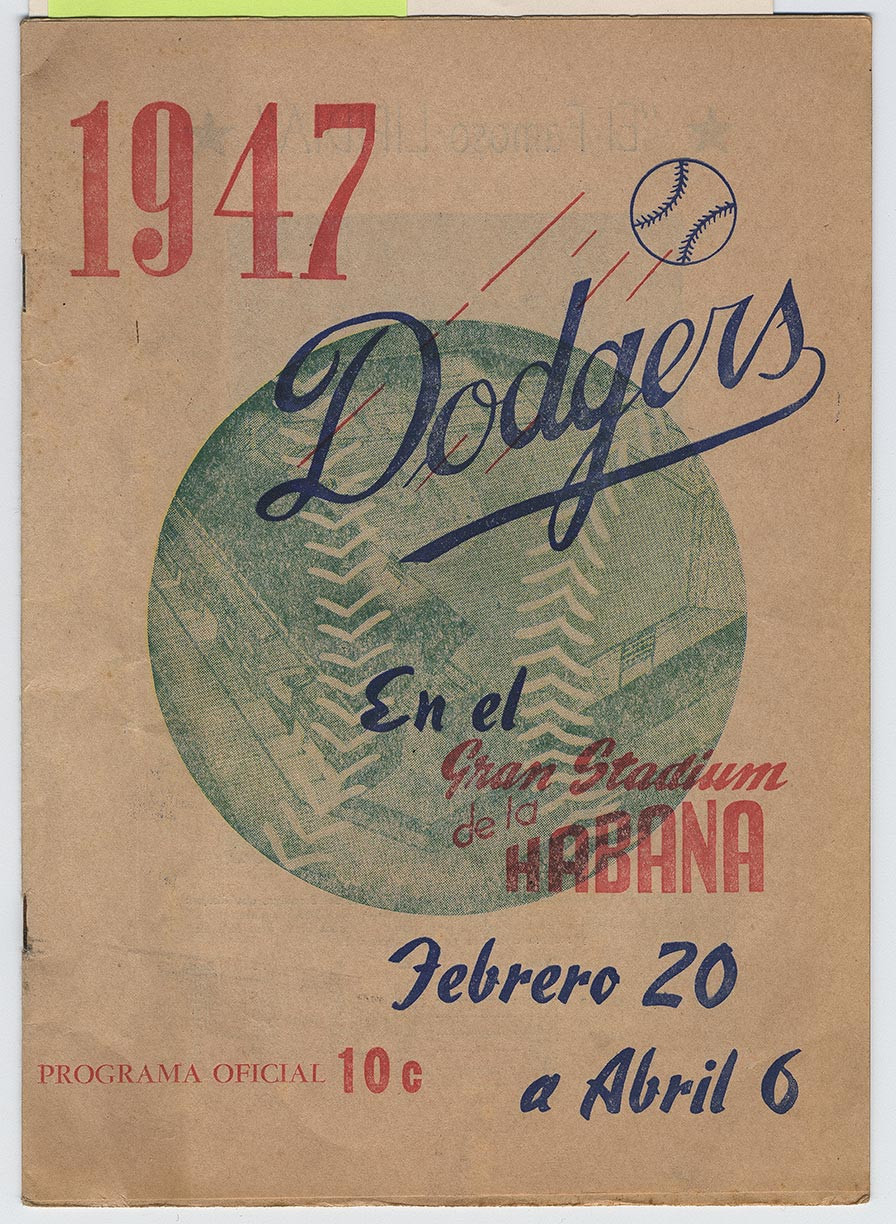 1947
Dodgers
En el
Gran Stadium
de la
HABANA
Febrero 20
a Abril 6
PROGRAMA OFICIAL 10c